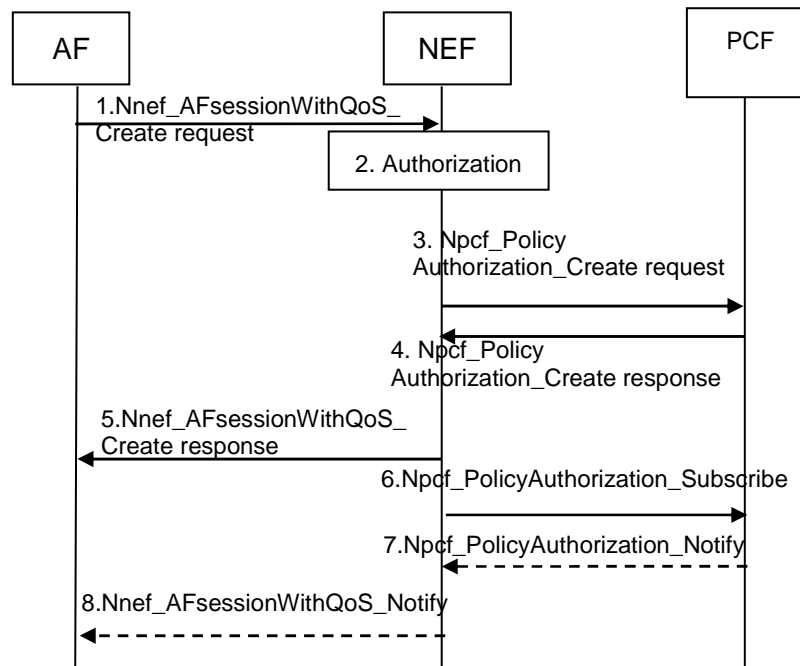 AF
NEF
PCF
1.Nnef_AFsessionWithQoS_
Create request
2. Authorization
3. Npcf_Policy
Authorization_Create request
4. Npcf_Policy
Authorization_Create response
5.Nnef_AFsessionWithQoS_
Create response
6.Npcf_PolicyAuthorization_Subscribe
7.Npcf_PolicyAuthorization_Notify
8.Nnef_AFsessionWithQoS_Notify